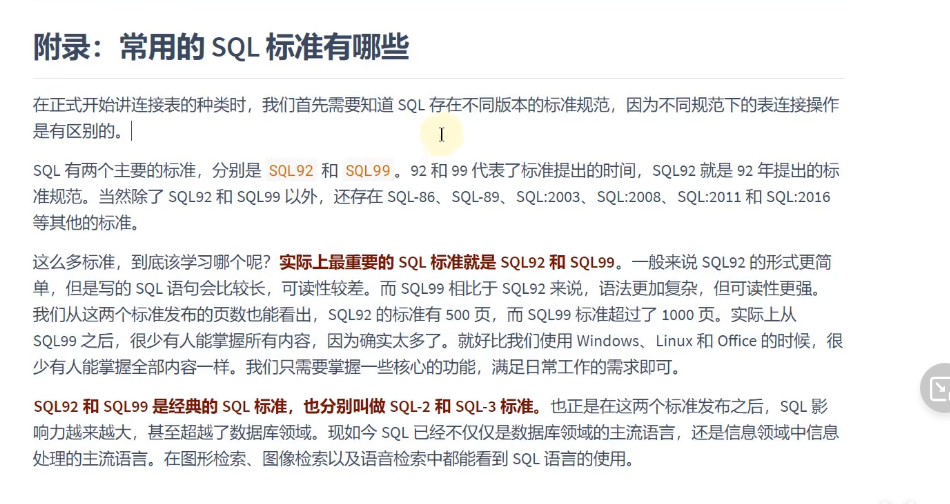 附录：常用的 SQL 标准有哪些
在正式开始讲连接表的种类时，我们首先需要知道 SQL 存在不同版本的标准规范，因为不同规范下的表连接操作
是有区别的。
SQL 有两个主要的标准，分别是 SQL92 和 SQL99 。92 和 99 代表了标准提出的时间，SQL92 就是 92 年提出的标
准规范。当然除了 SQL92 和 SQL99 以外，还存在 SQL-86、SQL-89、SQL:2003、SQL:2008、SQL:2011 和 SQL:2016
等其他的标准。
这么多标准，到底该学习哪个呢？实际上最重要的 SQL 标准就是 SQL92 和 SQL99。一般来说 SQL92 的形式更简
单，但是写的 SQL 语句会比较长，可读性较差。而 SQL99 相比于 SQL92 来说，语法更加复杂，但可读性更强。
我们从这两个标准发布的页数也能看出，SQL92 的标准有 500 页，而 SQL99 标准超过了 1000 页。实际上从
SQL99 之后，很少有人能掌握所有内容，因为确实太多了。就好比我们使用 Windows、Linux 和 Office 的时候，很
少有人能掌握全部内容一样。我们只需要掌握一些核心的功能，满足日常工作的需求即可。
SQL92 和 SQL99 是经典的 SQL 标准，也分别叫做 SQL-2 和 SQL-3 标准。也正是在这两个标准发布之后，SQL 影
响力越来越大，甚至超越了数据库领域。现如今 SQL 已经不仅仅是数据库领域的主流语言，还是信息领域中信息
处理的主流语言。在图形检索、图像检索以及语音检索中都能看到 SQL 语言的使用。